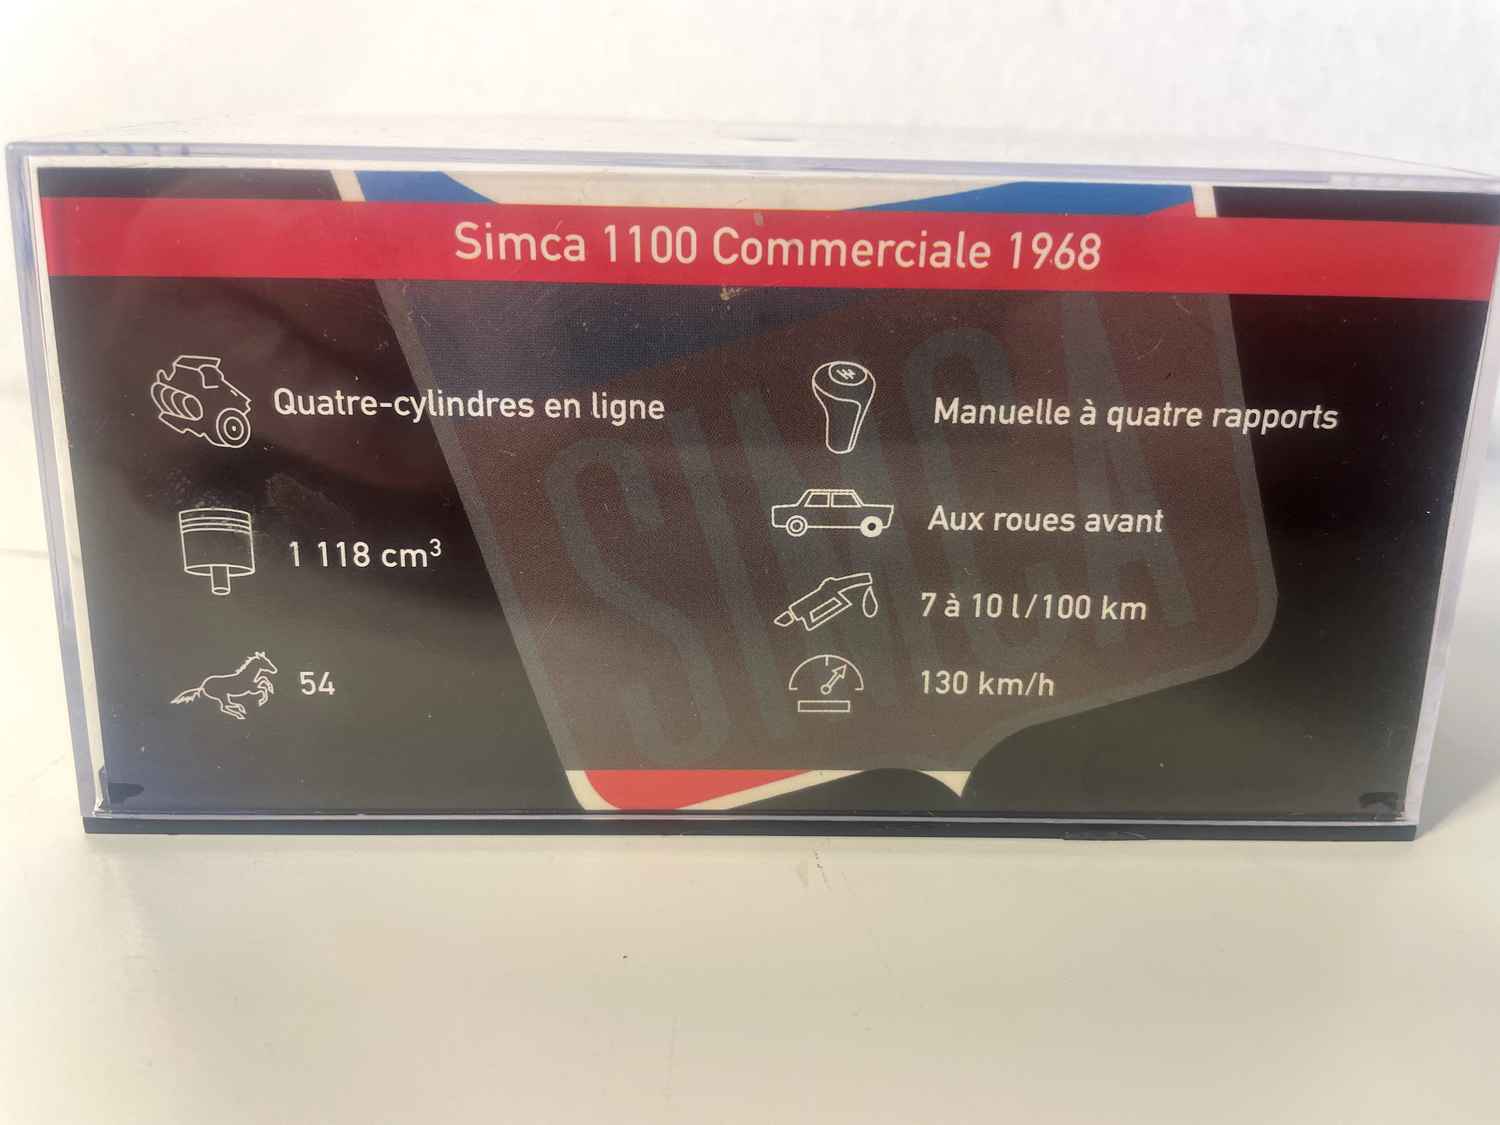 Simca 1100 Commerciale 1968
Quatre-cylindres en ligne
1 118 cm³
54
Manuelle à quatre rapports
Aux roues avant
7 à 10 l/100 km
130 km/h
SIMCA